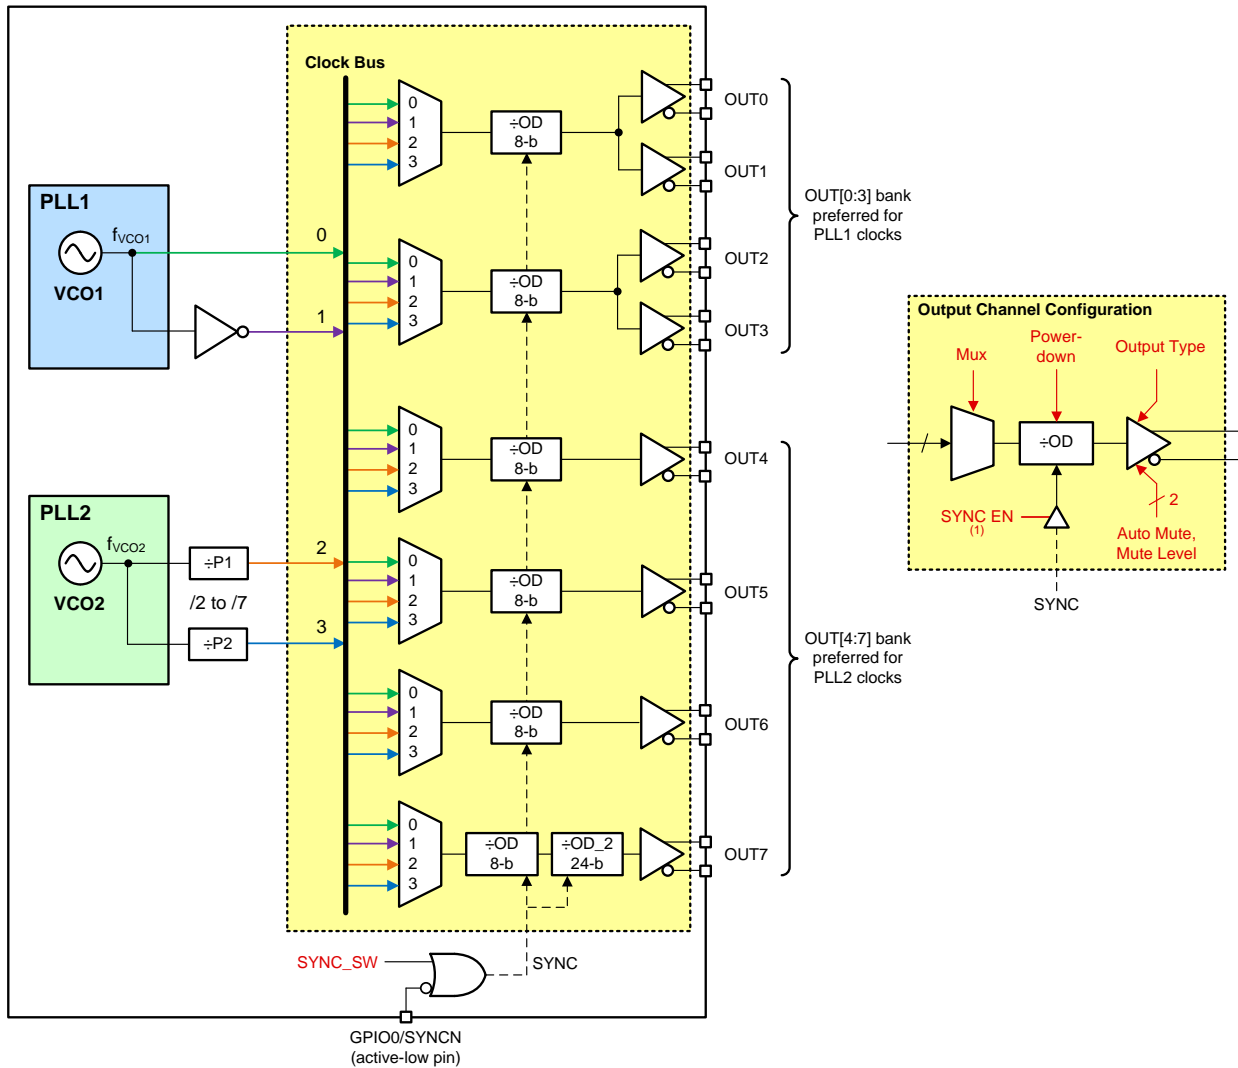 Clock Bus
0
1
2
3
÷OD
8-b
OUT0
OUT1
PLL1
fVCO1
VCO1
0
1
0
1
2
3
÷OD
8-b
OUT2
OUT3
OUT[0:3] bank
preferred for
PLL1 clocks
0
1
2
3
÷OD
8-b
OUT4
PLL2
fVCO2
VCO2
÷P1
/2 to /7
÷P2
2
3
0
1
2
3
÷OD
8-b
OUT5
0
1
2
3
÷OD
8-b
OUT6
OUT[4:7] bank
preferred for
PLL2 clocks
0
1
2
3
÷OD
8-b
÷OD_2
24-b
OUT7
SYNC_SW
SYNC
GPIO0/SYNCN
(active-low pin)
Output Channel Configuration
Mux
Power-
down
Output Type
÷OD
SYNC EN
(1)
2
Auto Mute,
Mute Level
SYNC